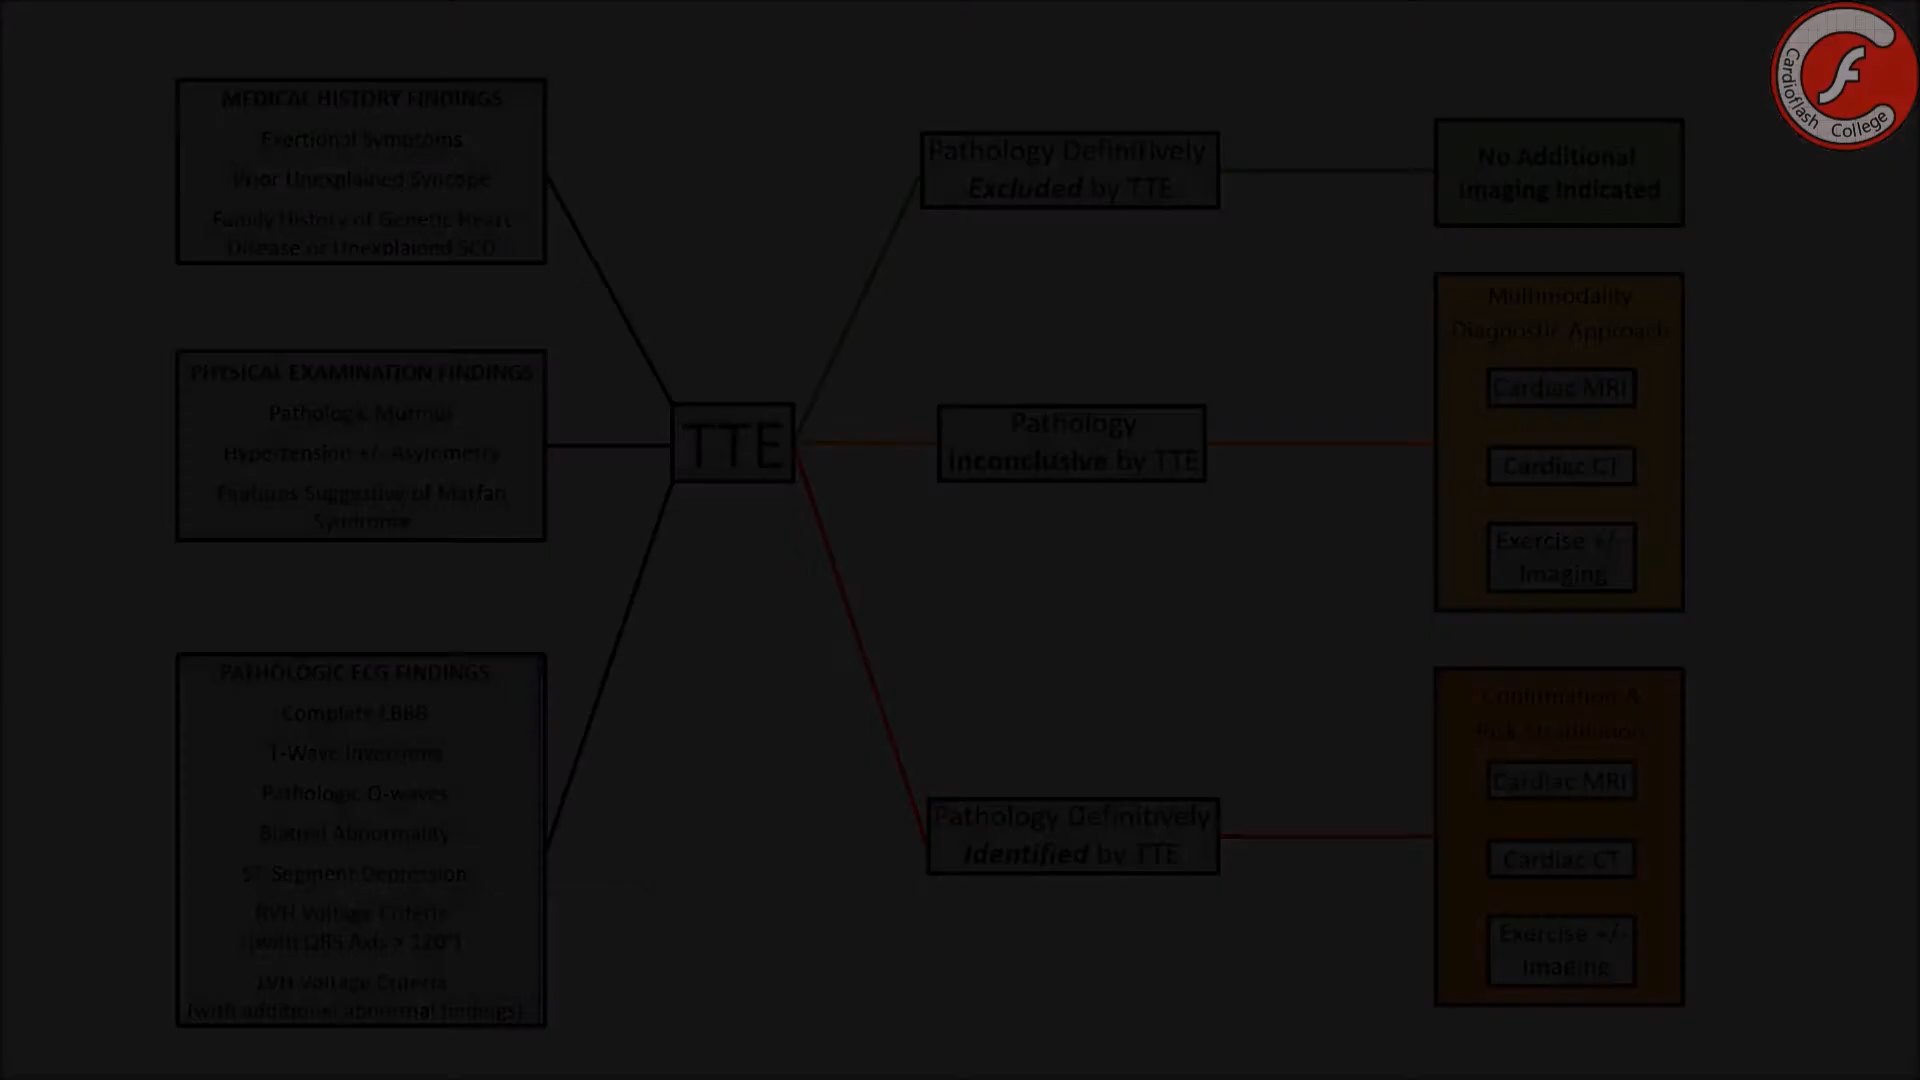 MEDICAL HISTORY FINDINGS
Exertional Symptoms
Prior Unexplained Syncope
Family History of Genetic Heart
Disease or Unexplained SCD
PHYSICAL EXAMINATION FINDINGS
Pathologic Murmur
Hypertension +/- Asymmetry
Features Suggestive of Marfan
Syndrome
PATHOLOGIC ECG FINDINGS
Complete LBBB
T-Wave Inversions
Pathologic Q-waves
Biatrial Abnormality
ST Segment Depression
RVH Voltage Criteria
(with QRS Axis > 120°)
LVH Voltage Criteria
(with additional abnormal findings)
TTE
Pathology Definitively
Excluded by TTE
Pathology
Inconclusive by TTE
Pathology Definitively
Identified by TTE
No Additional
Imaging Indicated
Multimodality
Diagnostic Approach
Cardiac MRI
Cardiac CT
Exercise +/-
Imaging
Confirmation &
Risk Stratification
Cardiac MRI
Cardiac CT
Exercise +/-
Imaging
Cardioflash College